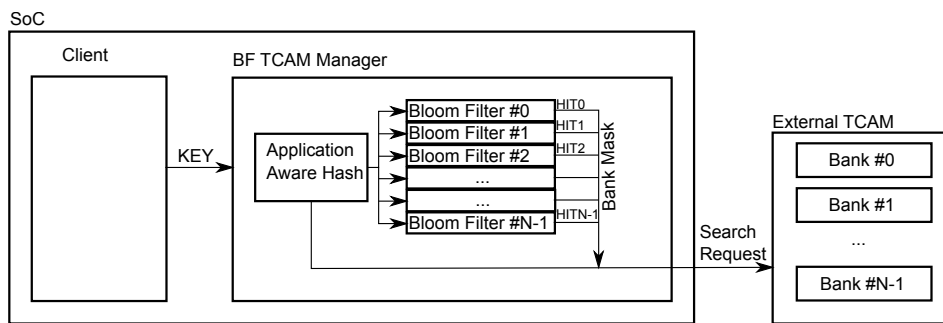 SoC
Client
BF TCAM Manager
KEY
Application
Aware Hash
Bloom Filter #0
Bloom Filter #1
Bloom Filter #2
...
...
Bloom Filter #N-1
HIT0
HIT1
HIT2
HITN-1
Bank Mask
Search
Request
External TCAM
Bank #0
Bank #1
...
Bank #N-1